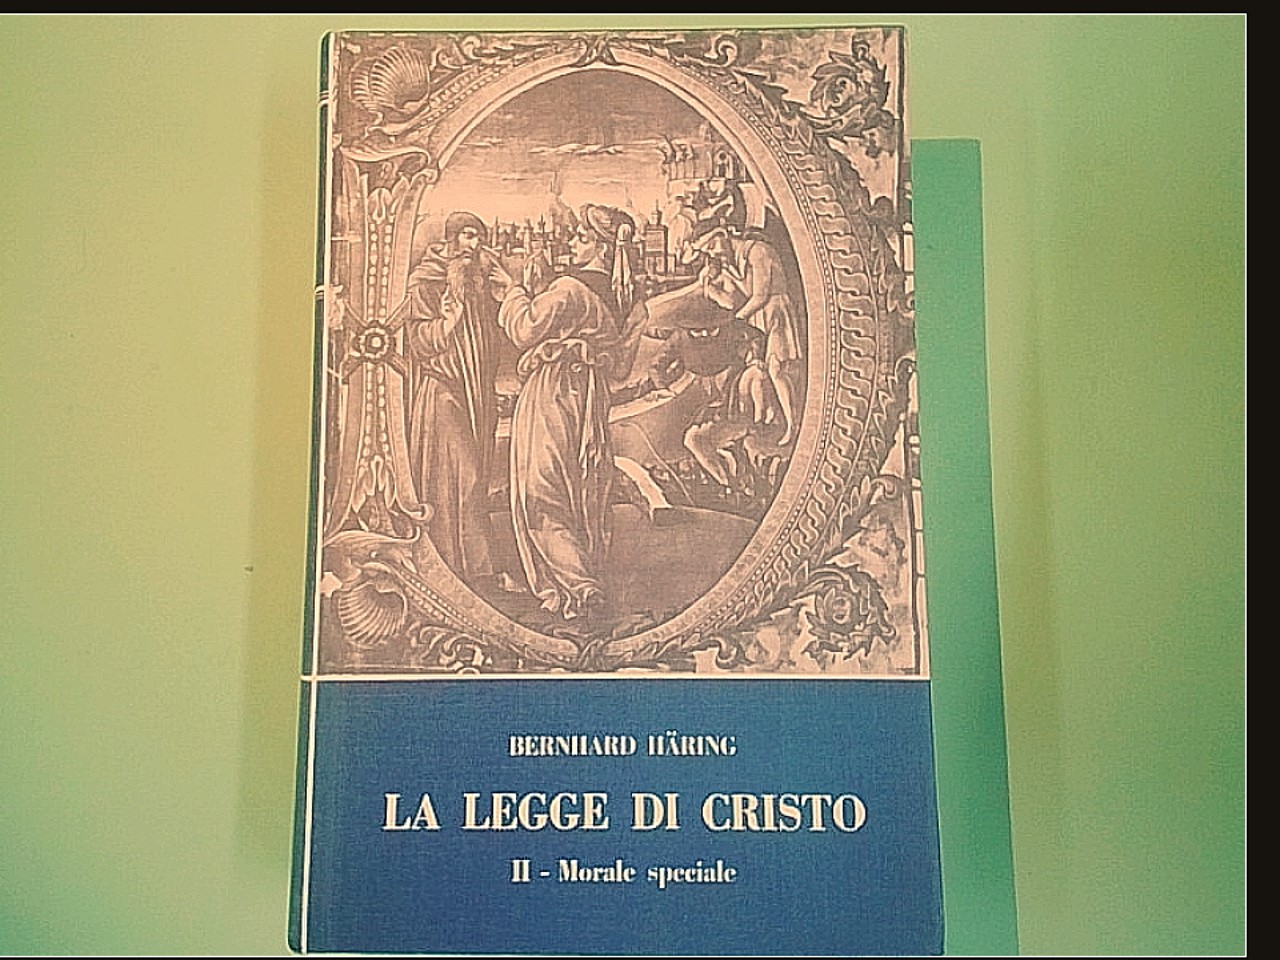 BERNHARD HÄRING
LA LEGGE DI CRISTO
II - Morale speciale